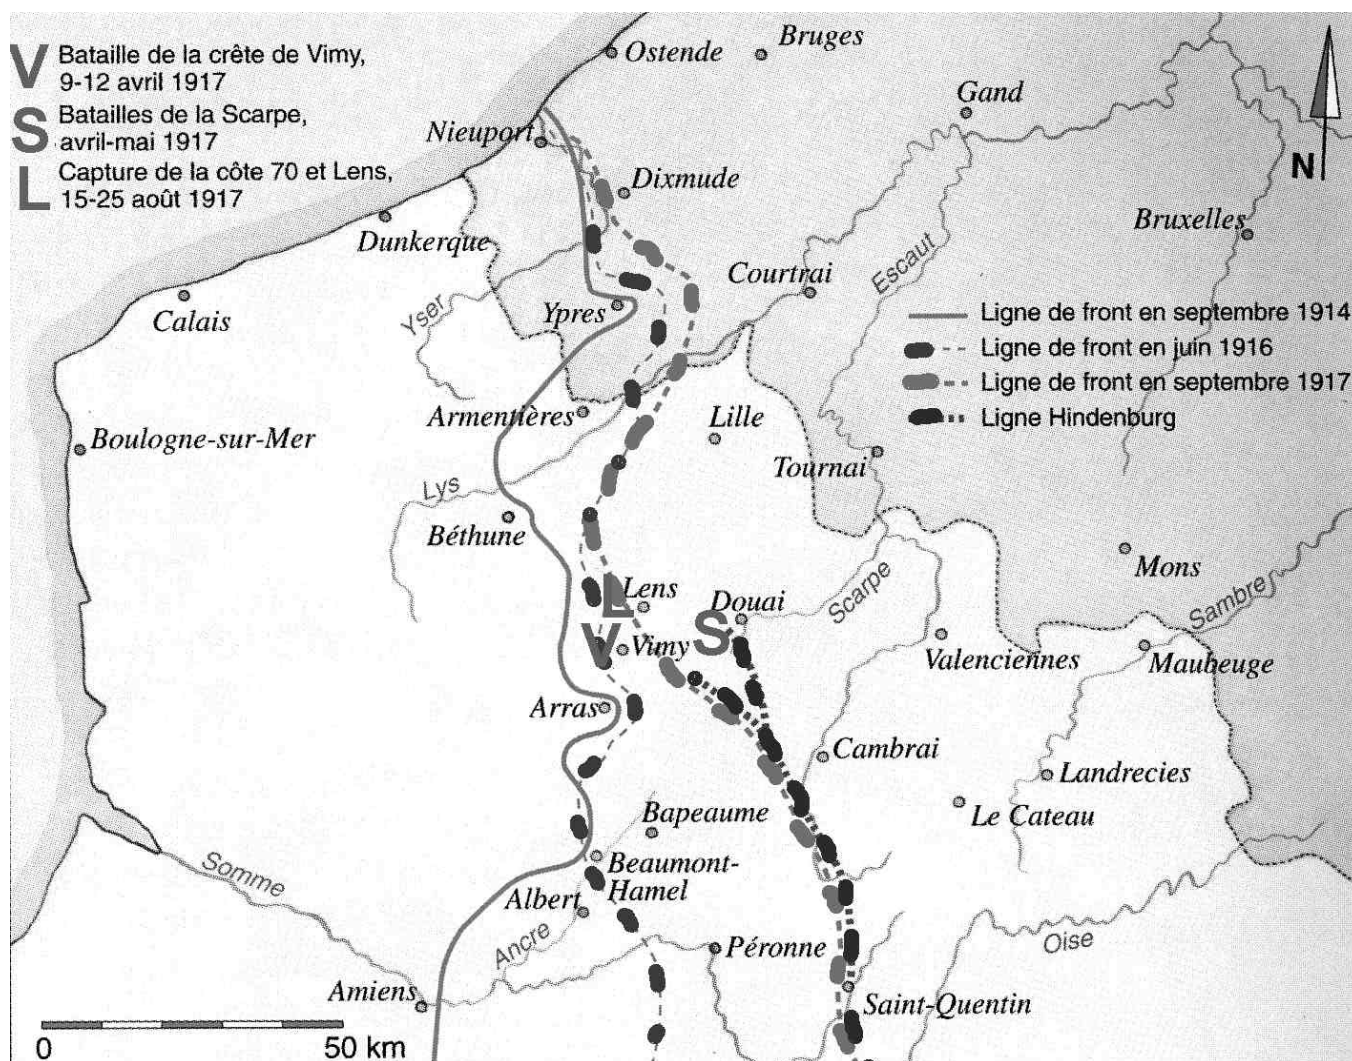 V Bataille de la crête de Vimy,
9-12 avril 1917
S Batailles de la Scarpe,
avril-mai 1917
L Capture de la côte 70 et Lens,
15-25 août 1917
Ostende
Bruges
Gand
Nieuport
N
Dixmude
Bruxelles
Dunkerque
Escaut
Courtrai
Calais
Yser
Ypres
Ligne de front en septembre 1914
Ligne de front en juin 1916
Ligne de front en septembre 1917
Ligne Hindenburg
Armentières
Lille
Boulogne-sur-Mer
Tournai
Lys
Béthune
Mons
L
Lens
Douai
Scarpe
Sambre
V
Vimy
S
Valenciennes
Maubeuge
Arras
Cambrai
Landrecies
Le Cateau
Bapeaume
Beaumont-
Hamel
Somme
Albert
Ancre
Péronne
Oise
Amiens
Saint-Quentin
0
50 km